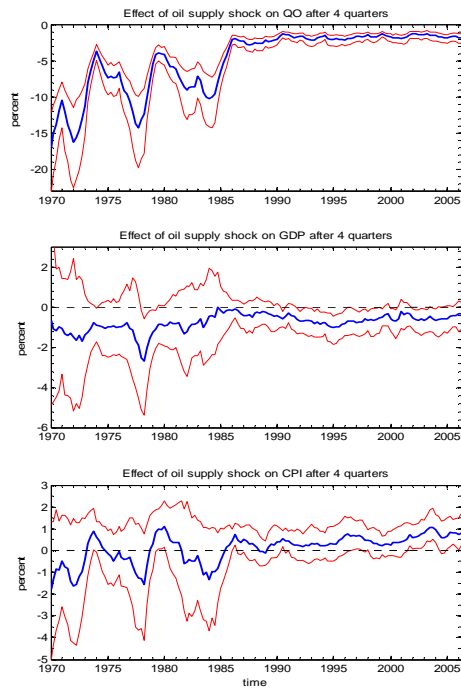 Effect of oil supply shock on QO after 4 quarters
0
-5
-10
-15
-20
percent
1970 1975 1980 1985 1990 1995 2000 2005
Effect of oil supply shock on GDP after 4 quarters
2
0
-2
-4
-6
percent
1970 1975 1980 1985 1990 1995 2000 2005
Effect of oil supply shock on CPI after 4 quarters
3
2
1
0
-1
-2
-3
-4
-5
percent
1970 1975 1980 1985 1990 1995 2000 2005
time